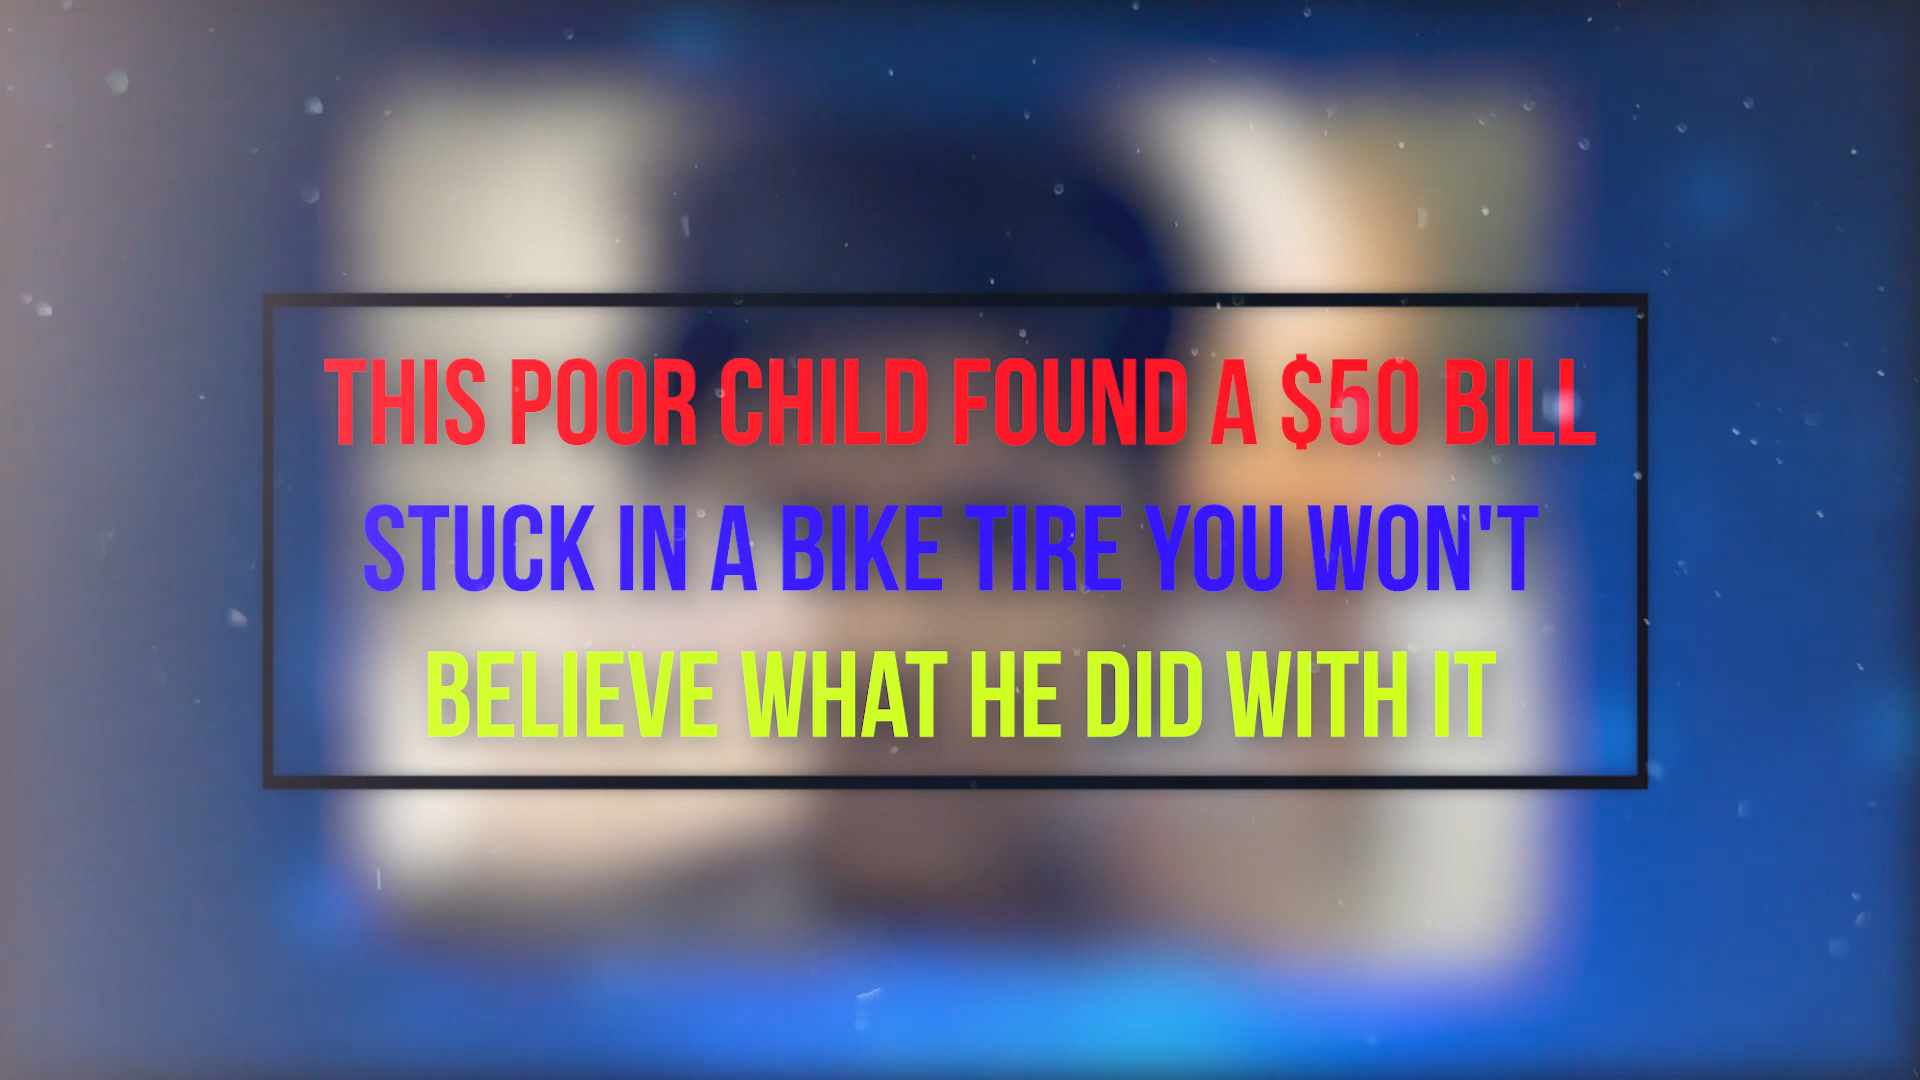 THIS POOR CHILD FOUND A $50 BILL
STUCK IN A BIKE TIRE YOU WON'T
BELIEVE WHAT HE DID WITH IT